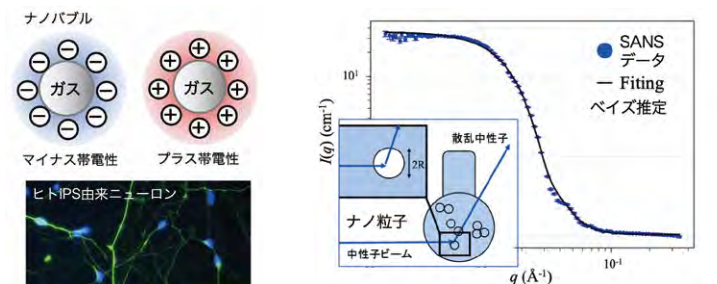 ナノバブル
ガス
ガス
マイナス帯電性
プラス帯電性
ヒトiPS由来ニューロン
I(q) (cm⁻¹)
10¹
SANS
データ
Fiting
ベイズ推定
散乱中性子
2R
ナノ粒子
中性子ビーム
10⁻¹
q (Å⁻¹)